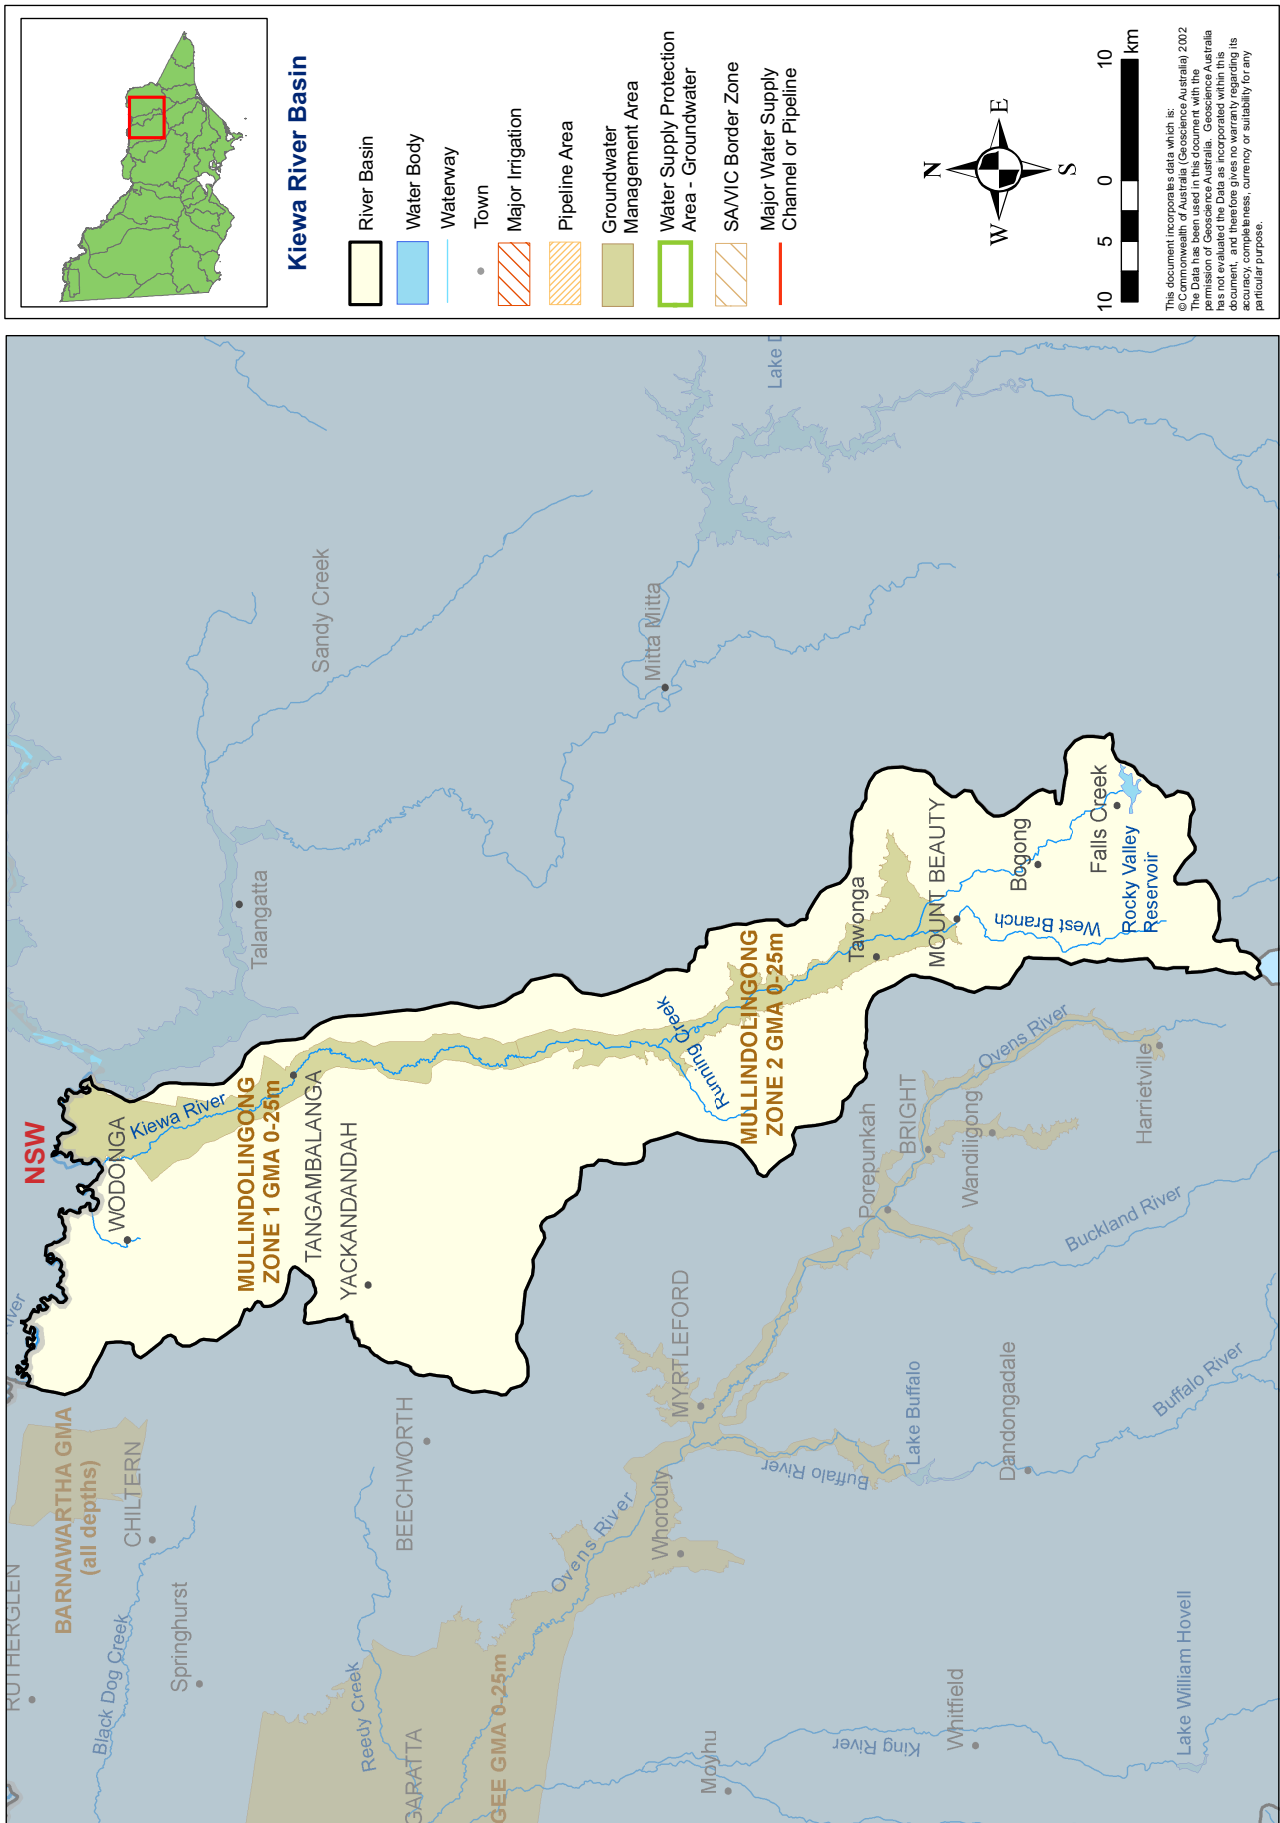 Kiewa River Basin
River Basin
Water Body
Waterway
Town
Major Irrigation
Pipeline Area
Groundwater
Management Area
Water Supply Protection
Area - Groundwater
SA/VIC Border Zone
Major Water Supply
Channel or Pipeline
N
W
E
S
10
5
0
10
km
This document incorporates data which is:
© Commonwealth of Australia (Geoscience Australia) 2002
The Data has been used in this document with the
permission of Geoscience Australia. Geoscience Australia
has not evaluated the Data as incorporated within this
document, and therefore gives no warranty regarding its
accuracy, completeness, currency or suitability for any
particular purpose.
NSW
iver
WODONGA
Kiewa River
MULLINDOLINGONG
ZONE 1 GMA 0-25m
TANGAMBALANGA
YACKANDANDAH
Talangatta
Sandy Creek
Mitta Mitta
Lake D
Running Creek
MULLINDOLINGONG
ZONE 2 GMA 0-25m
Tawonga
MOUNT BEAUTY
Bogong
Falls Creek
West Branch
Rocky Valley
Reservoir
Ovens River
Harrietville
BRIGHT
Wandiligong
Porepunkah
Buckland River
MYRTLEFORD
Lake Buffalo
Buffalo River
Dandongadale
Buffalo River
BARNAWARTHA GMA
(all depths)
CHILTERN
BEECHWORTH
RUTHERGLEN
Black Dog Creek
Springhurst
Reedy Creek
Ovens River
Whorouly
GARATTA
GEE GMA 0-25m
Moyhu
King River
Whitfield
Lake William Hovell